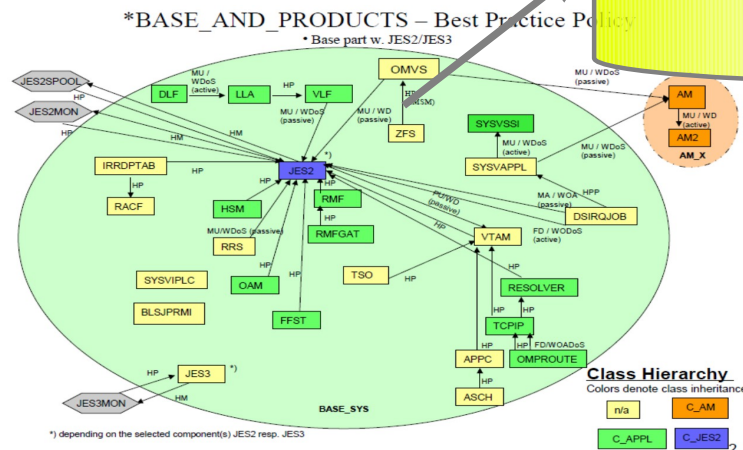 *BASE_AND_PRODUCTS – Best Practice Policy
• Base part w. JES2/JES3
JES2SPOOL
HP
JES2MON
HP
HM
HM
DLF
MU /
WDoS
(active)
LLA
HP
VLF
MU / WDoS
(passive)
OMVS
MU / WD
(passive)
ZFS
MU / WDoS
(passive)
AM
MU / WD
(active)
AM2
AM_X
SYSVSSI
MU / WDoS
(active)
SYSVAPPL
MU / WDoS
(passive)
*)
IRRDPTAB
HP
HP
RACF
JES2
HP
HP
HSM
RMF
HP
RMFGAT
MU/WDoS (passive)
RRS
HP
OAM
HP
FFST
PU/WD
(passive)
HP
MA / WOA
(passive)
HPP
DSIRQJOB
FD / WODoS
(active)
VTAM
TSO
HP
HP
RESOLVER
HP
HP
TCPIP
HP
HP
FD/WOADoS
APPC
OMPROUTE
HP
ASCH
SYSVIPLC
BLSJPRMI
HP
JES3
*)
JES3MON
HM
BASE_SYS
*) depending on the selected component(s) JES2 resp. JES3
Class Hierarchy
Colors denote class inheritance
n/a
C_AM
C_APPL
C_JES2